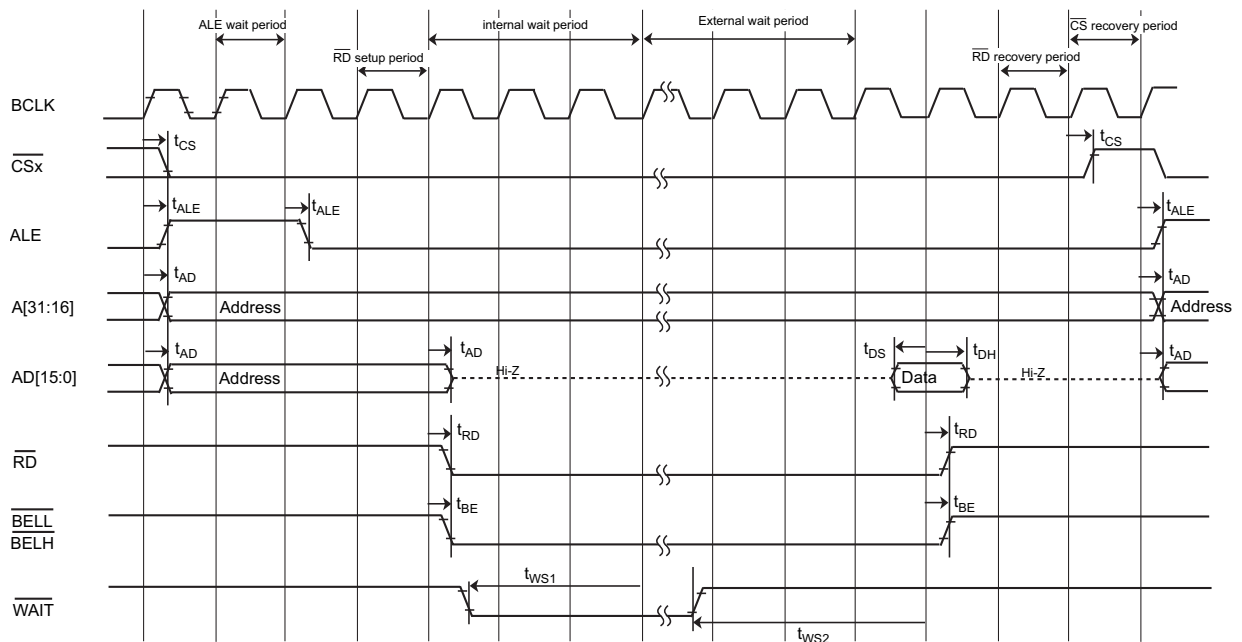 ALE wait period
internal wait period
External wait period
CS recovery period
RD setup period
RD recovery period
BCLK
tCS
tCS
CSx
tALE
tALE
tALE
ALE
tAD
tAD
A[31:16]
Address
Address
tAD
tAD
tDS
tDH
tAD
AD[15:0]
Address
Hi-Z
Data
Hi-Z
tRD
tRD
RD
tBE
tBE
BELL
BELH
tWS1
WAIT
tWS2